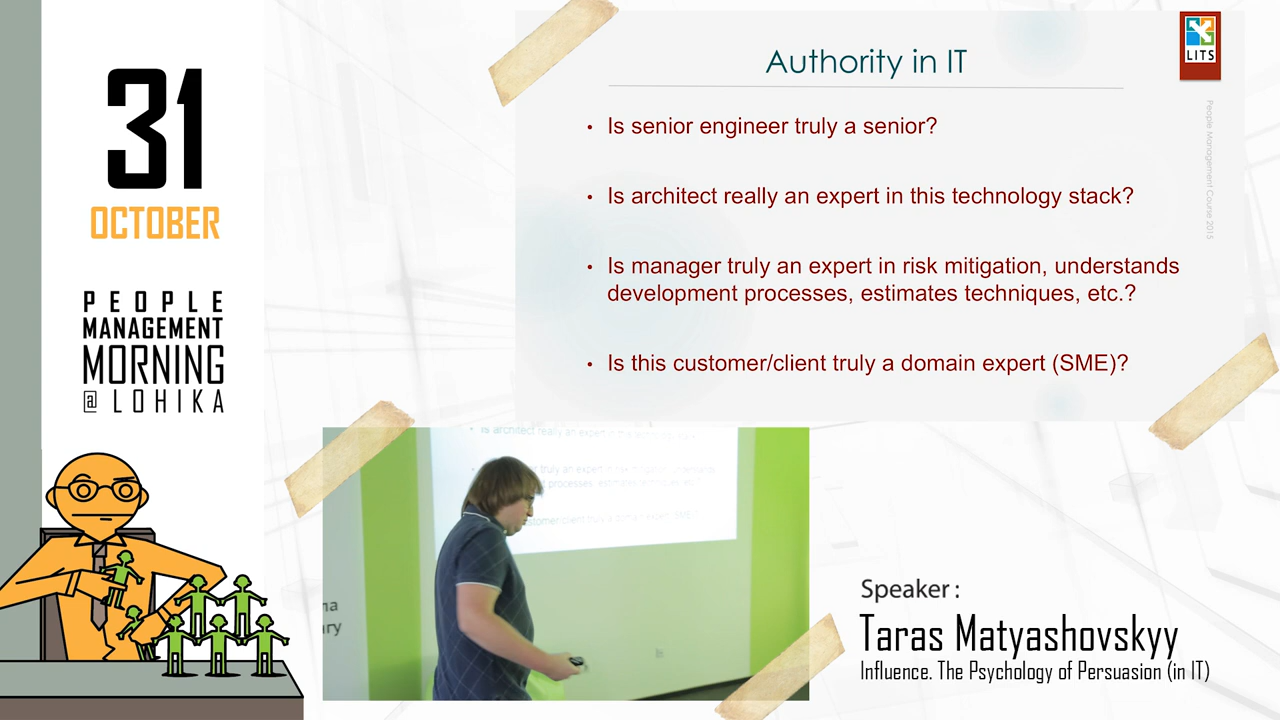 31
OCTOBER
PEOPLE
MANAGEMENT
MORNING
@ LOHIKA
Authority in IT
LITS
People Management Course 2015
• Is senior engineer truly a senior?
• Is architect really an expert in this technology stack?
• Is manager truly an expert in risk mitigation, understands
development processes, estimates techniques, etc.?
• Is this customer/client truly a domain expert (SME)?
Speaker :
Taras Matyashovskyy
Influence. The Psychology of Persuasion (in IT)